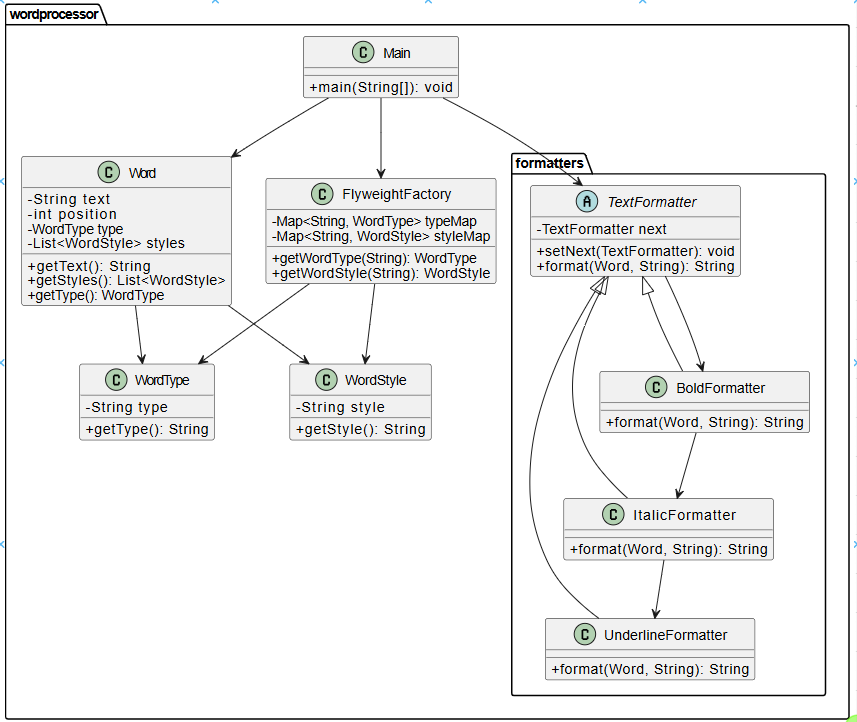 wordprocessor
C Main
+main(String[]): void
C Word
-String text
-int position
-WordType type
-List<WordStyle> styles
+getText(): String
+getStyles(): List<WordStyle>
+getType(): WordType
C FlyweightFactory
-Map<String, WordType> typeMap
-Map<String, WordStyle> styleMap
+getWordType(String): WordType
+getWordStyle(String): WordStyle
formatters
A TextFormatter
-TextFormatter next
+setNext(TextFormatter): void
+format(Word, String): String
C WordType
-String type
+getType(): String
C WordStyle
-String style
+getStyle(): String
C BoldFormatter
+format(Word, String): String
C ItalicFormatter
+format(Word, String): String
C UnderlineFormatter
+format(Word, String): String